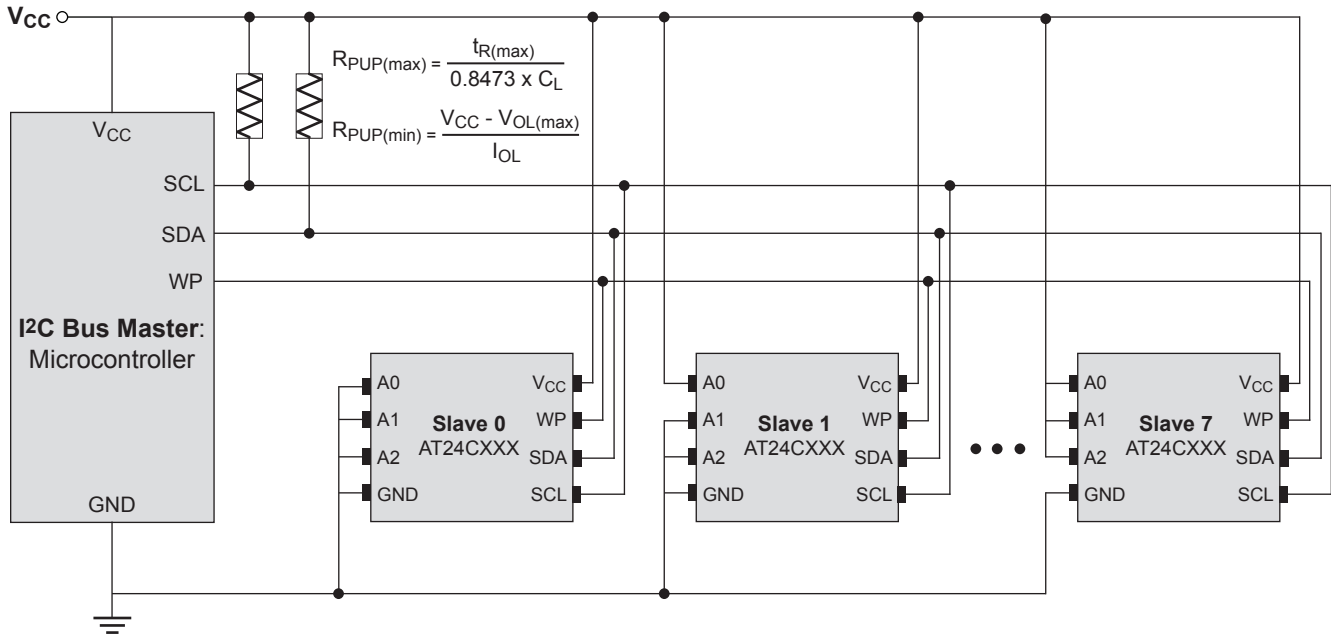 VCC
RPUP(max) = tR(max)
0.8473 x CL
RPUP(min) = VCC - VOL(max)
IOL
VCC
SCL
SDA
WP
I2C Bus Master:
Microcontroller
GND
A0
A1
A2
GND
Slave 0
AT24CXXX
VCC
WP
SDA
SCL
A0
A1
A2
GND
Slave 1
AT24CXXX
VCC
WP
SDA
SCL
A0
A1
A2
GND
Slave 7
AT24CXXX
VCC
WP
SDA
SCL